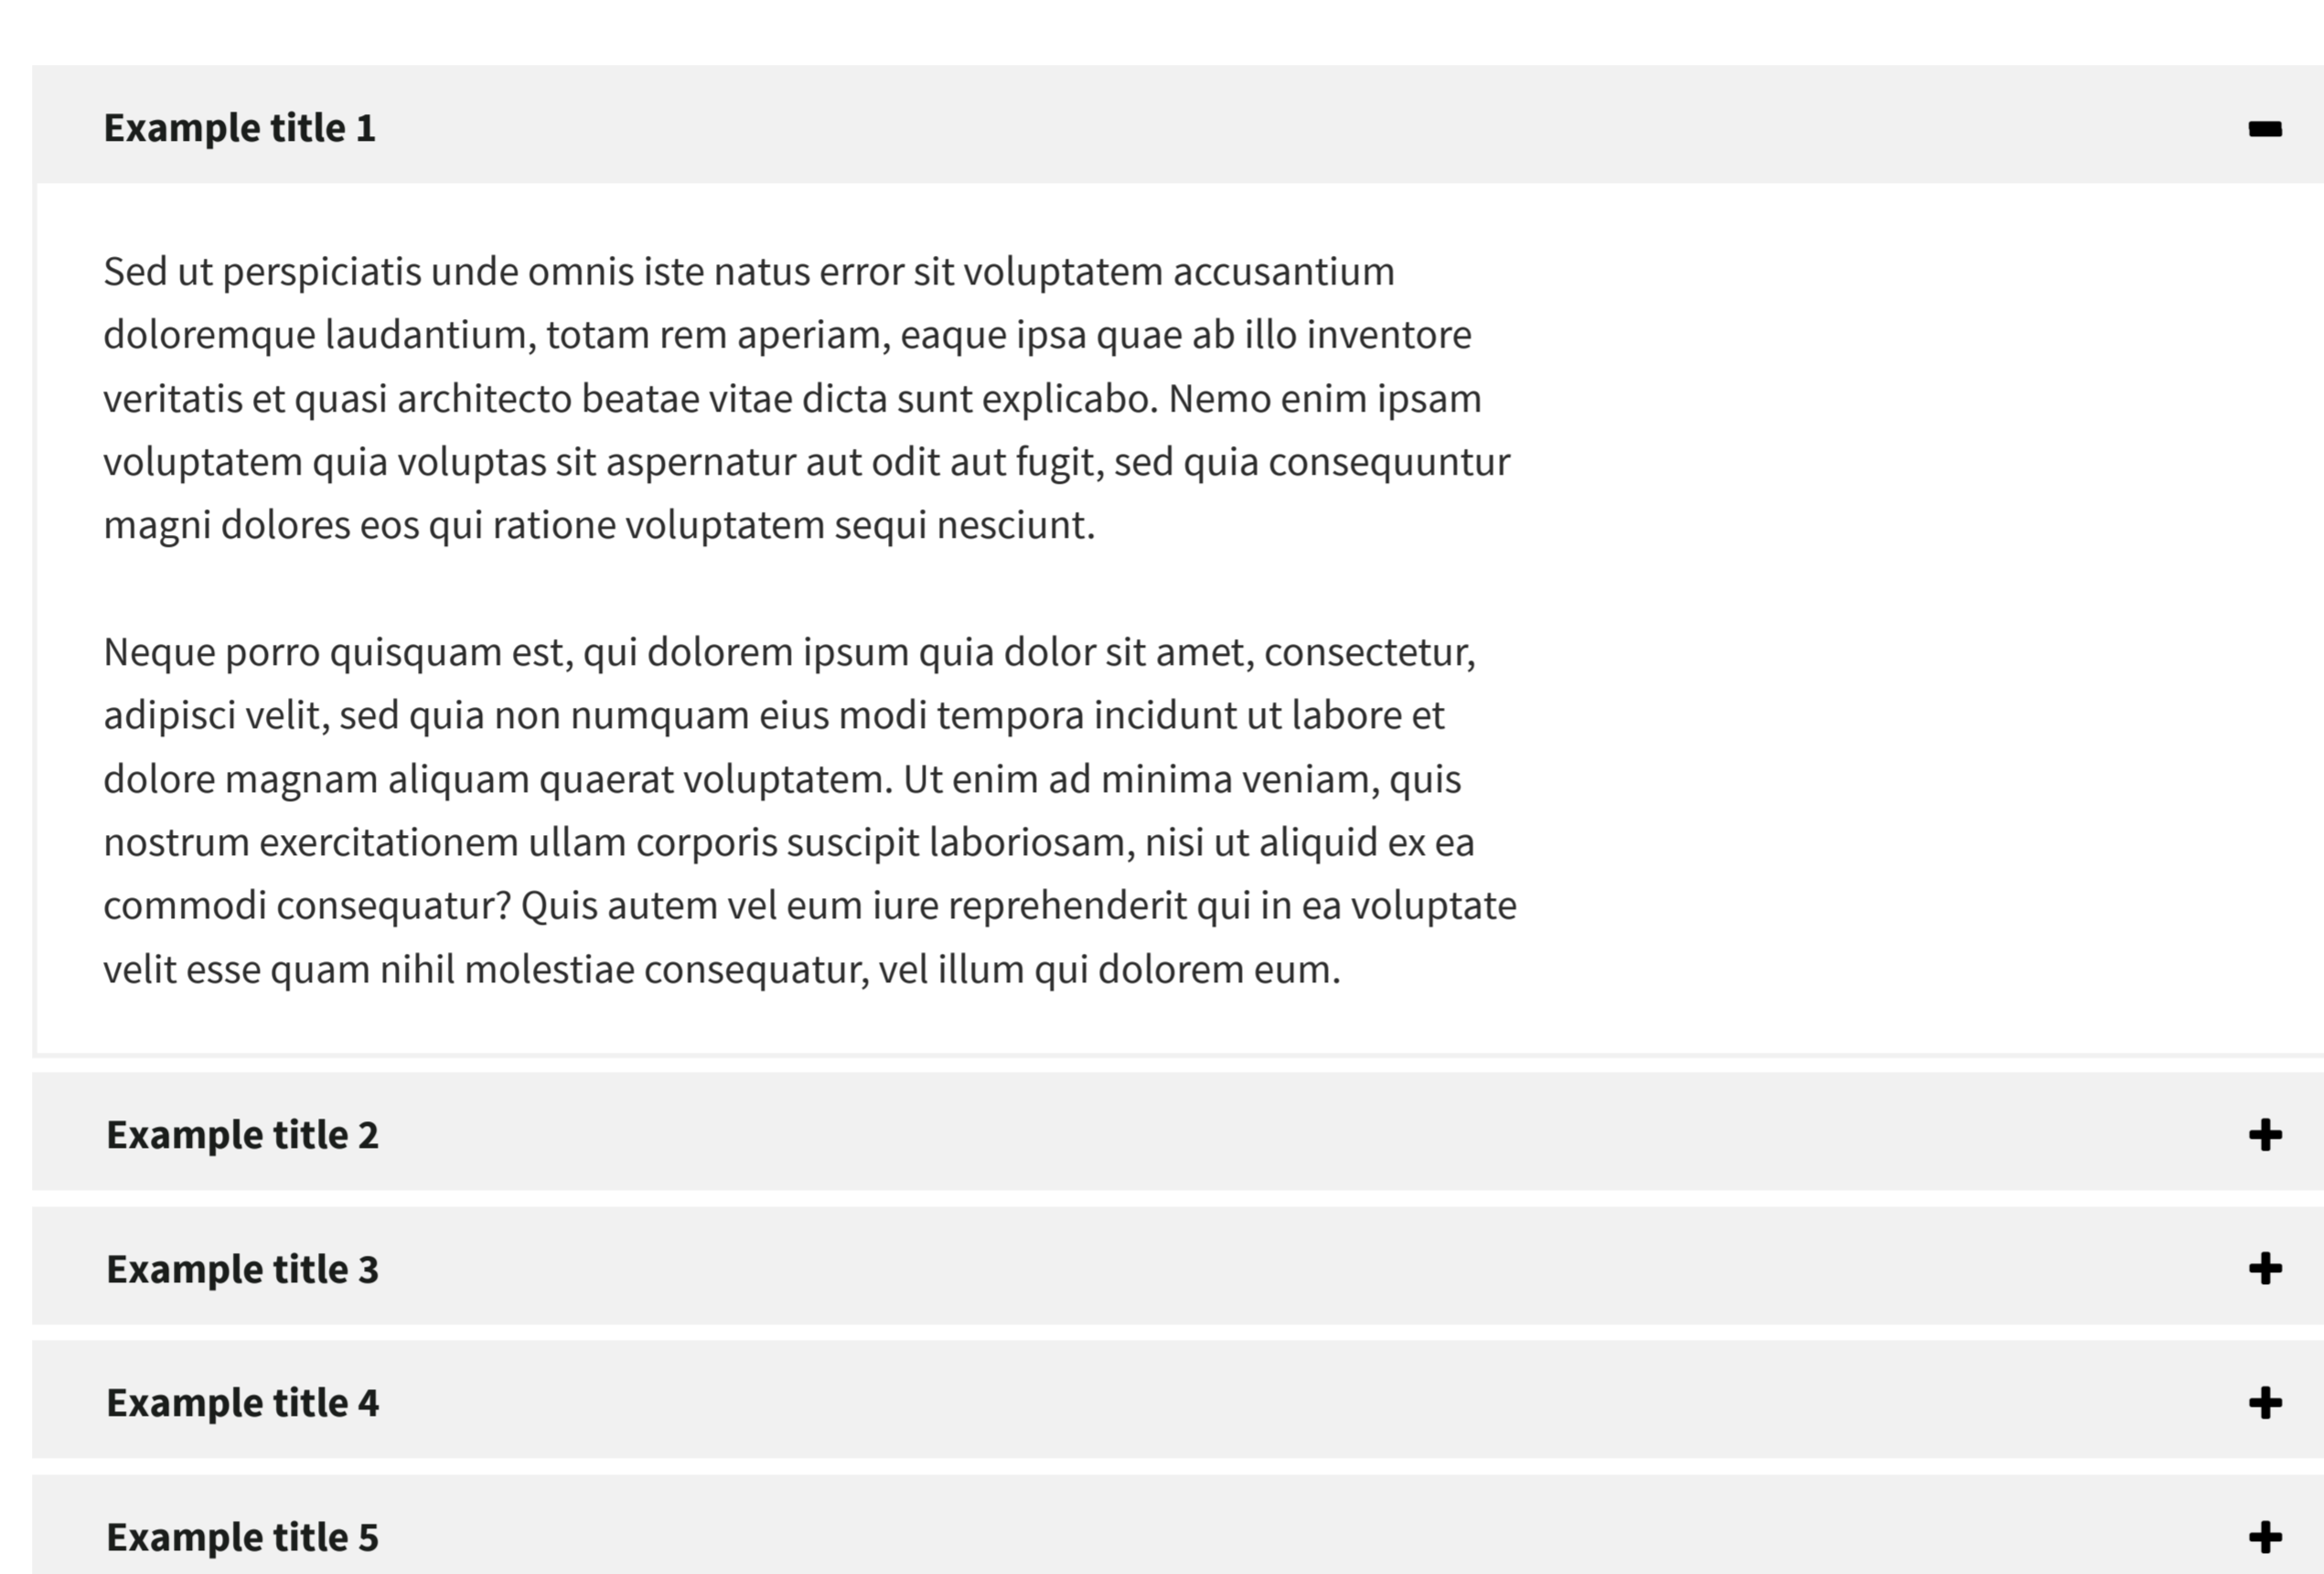 Example title 1
Sed ut perspiciatis unde omnis iste natus error sit voluptatem accusantium
doloremque laudantium, totam rem aperiam, eaque ipsa quae ab illo inventore
veritatis et quasi architecto beatae vitae dicta sunt explicabo. Nemo enim ipsam
voluptatem quia voluptas sit aspernatur aut odit aut fugit, sed quia consequuntur
magni dolores eos qui ratione voluptatem sequi nesciunt.
Neque porro quisquam est, qui dolorem ipsum quia dolor sit amet, consectetur,
adipisci velit, sed quia non numquam eius modi tempora incidunt ut labore et
dolore magnam aliquam quaerat voluptatem. Ut enim ad minima veniam, quis
nostrum exercitationem ullam corporis suscipit laboriosam, nisi ut aliquid ex ea
commodi consequatur? Quis autem vel eum iure reprehenderit qui in ea voluptate
velit esse quam nihil molestiae consequatur, vel illum qui dolorem eum.
Example title 2
Example title 3
Example title 4
Example title 5